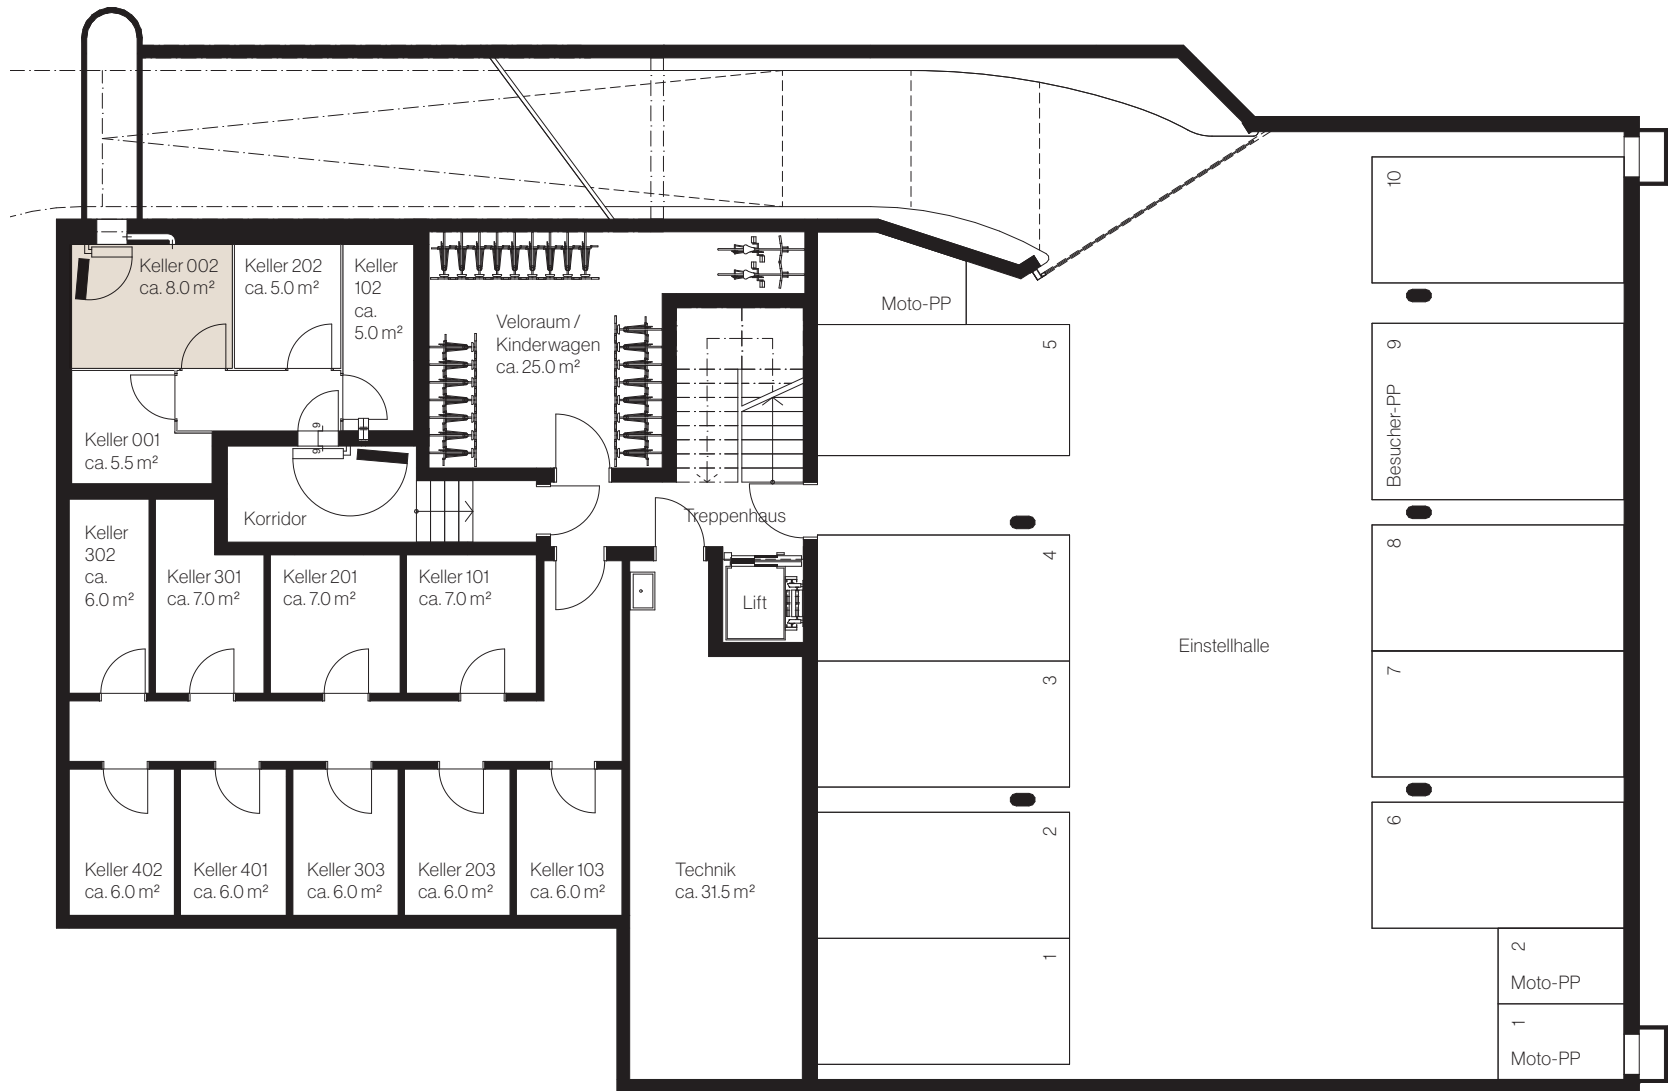 10
Keller 002
ca. 8.0 m²
Keller 202
ca. 5.0 m²
Keller
102
ca.
5.0 m²
Moto-PP
Veloraum /
Kinderwagen
ca. 25.0 m²
5
9
Besucher-PP
Keller 001
ca. 5.5 m²
9
9
Korridor
Treppenhaus
Keller
302
ca.
6.0 m²
Keller 301
ca. 7.0 m²
Keller 201
ca. 7.0 m²
Keller 101
ca. 7.0 m²
Lift
4
8
Einstellhalle
3
7
2
6
Keller 402
ca. 6.0 m²
Keller 401
ca. 6.0 m²
Keller 303
ca. 6.0 m²
Keller 203
ca. 6.0 m²
Keller 103
ca. 6.0 m²
Technik
ca. 31.5 m²
1
2
Moto-PP
1
Moto-PP